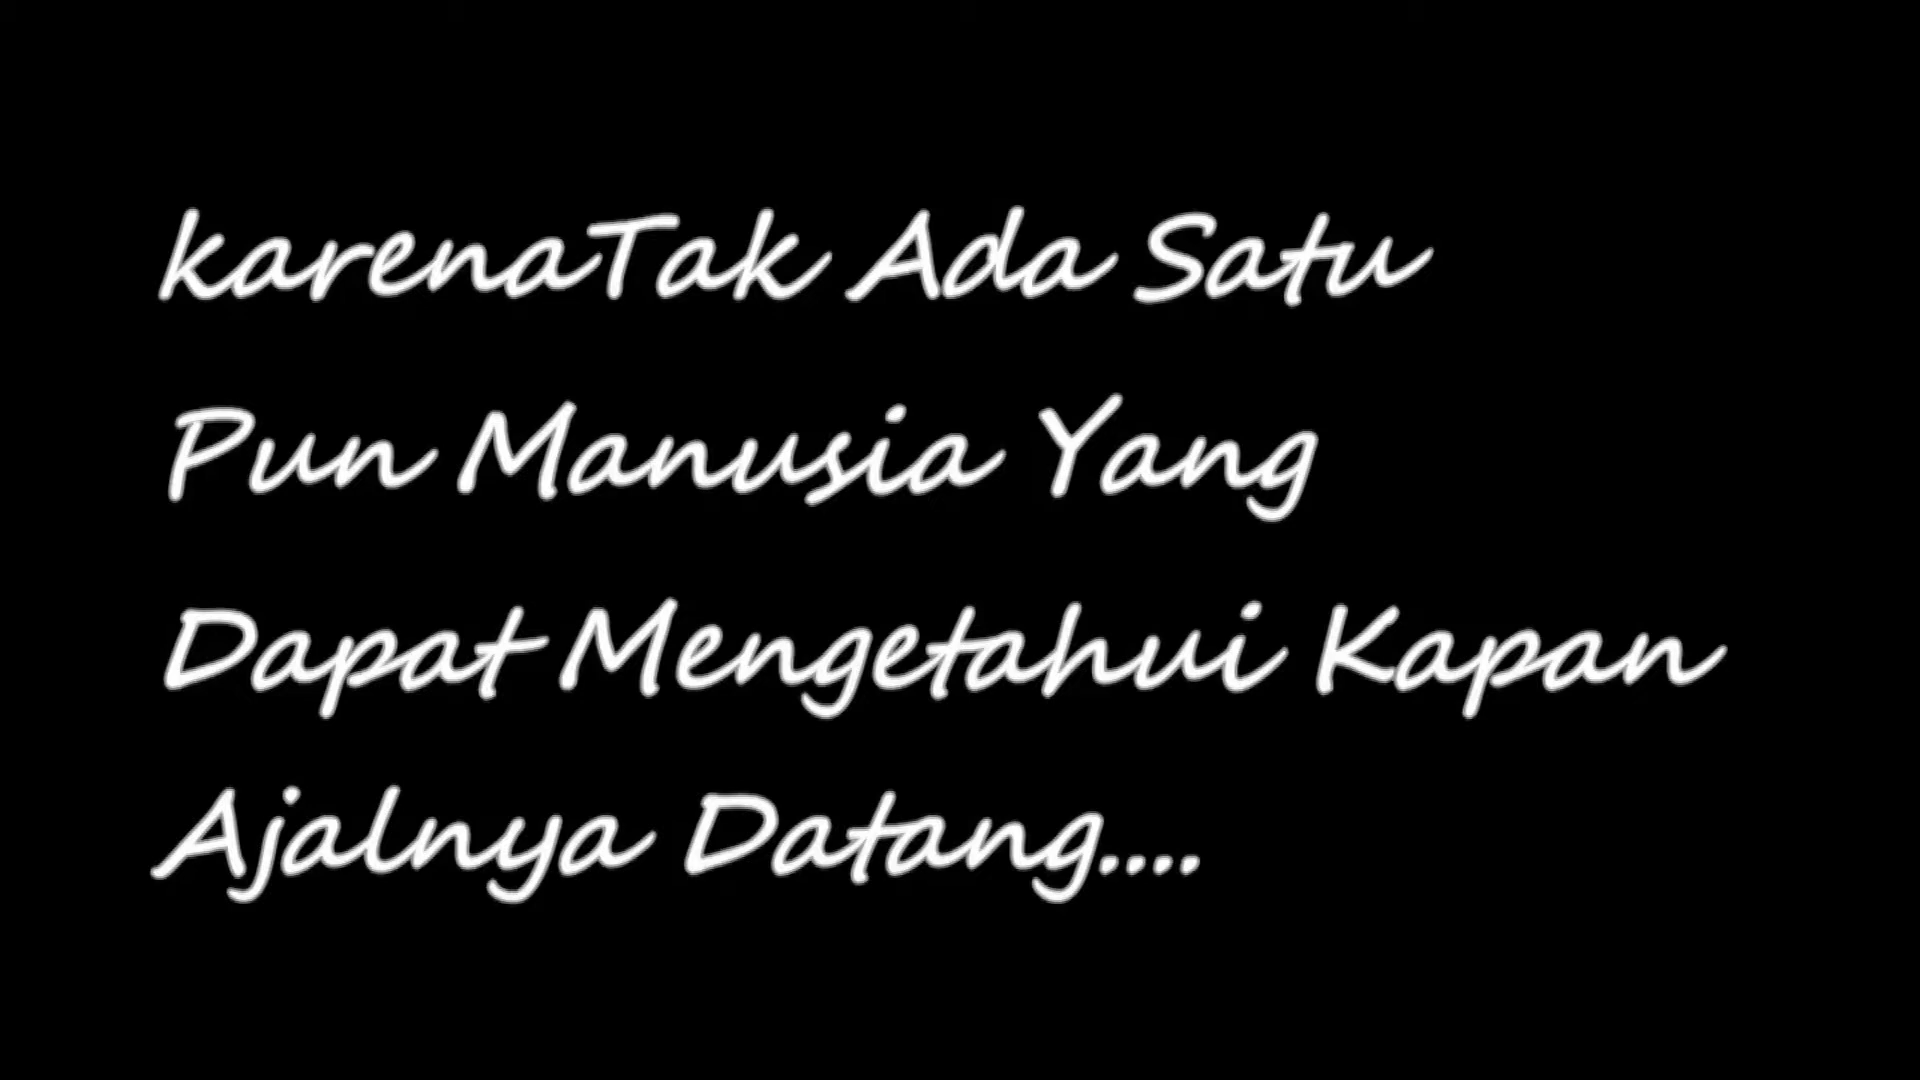 karenaTak Ada Satu
Pun Manusia Yang
Dapat Mengetahui Kapan
Ajalnya Datang....